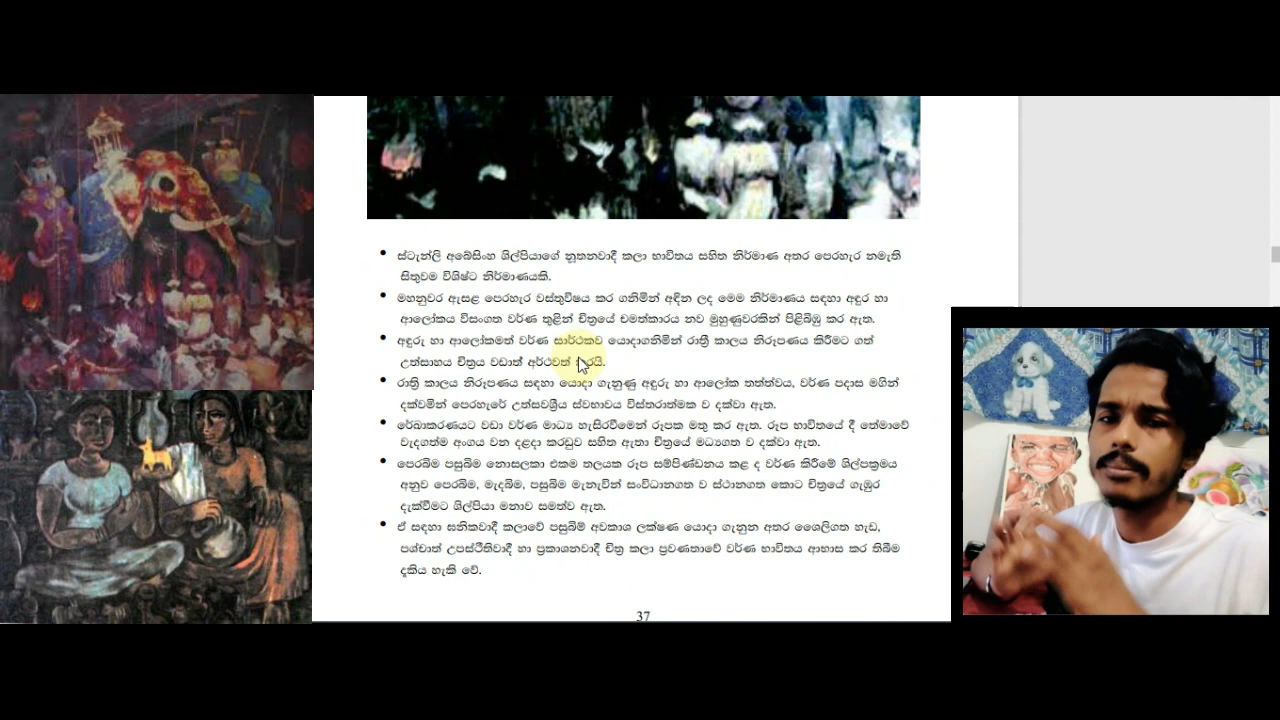 • ස්ටැන්ලි අබේසිංහ ශිල්පියාගේ නූතනවාදී කලා භාවිතය සහිත නිර්මාණ අතර පෙරහැර නමැති
සිතුවම විශිෂ්ට නිර්මාණයකි.
• මහනුවර ඇසළ පෙරහැර වස්තුවිෂය කර ගනිමින් අඳින ලද මෙම නිර්මාණය සඳහා අඳුර හා
ආලෝකය විසංගත වර්ණ තුළින් චිත්‍රයේ චමත්කාරය නව මුහුණුවරකින් පිළිබිඹු කර ඇත.
• අඳුරු හා ආලෝකමත් වර්ණ සාර්ථකව යොදාගනිමින් රාත්‍රී කාලය නිරූපණය කිරීමට ගත්
උත්සාහය චිත්‍රය වඩාත් අර්ථවත් කරයි.
• රාත්‍රි කාලය නිරූපණය සඳහා යොදා ගැනුණු අඳුරු හා ආලෝක තත්ත්වය, වර්ණ පදාස මගින්
දක්වමින් පෙරහැරේ උත්සවශ්‍රීය ස්වභාවය විස්තරාත්මක ව දක්වා ඇත.
• රේඛාකරණයට වඩා වර්ණ මාධ්‍ය හැසිරවීමෙන් රූපක මතු කර ඇත. රූප භාවිතයේ දී තේමාවේ
වැදගත්ම අංගය වන දළදා කරඬුව සහිත ඇතා චිත්‍රයේ මධ්‍යගත ව දක්වා ඇත.
• පෙරබිම පසුබිම නොසලකා එකම තලයක රූප සම්පිණ්ඩනය කළ ද වර්ණ කිරීමේ ශිල්පක්‍රමය
අනුව පෙරබිම, මැදබිම, පසුබිම මැනැවින් සංවිධානගත ව ස්ථානගත කොට චිත්‍රයේ ගැඹුර
දැක්වීමට ශිල්පියා මනාව සමත්ව ඇත.
• ඒ සඳහා ඝනිකවාදී කලාවේ පසුබිම් අවකාශ ලක්ෂණ යොදා ගැනුන අතර ශෛලිගත හැඩ,
පශ්චාත් උපස්ථිතිවාදී හා ප්‍රකාශනවාදී චිත්‍ර කලා ප්‍රවණතාවේ වර්ණ භාවිතය ආභාස කර තිබීම
දැකිය හැකි වේ.
37